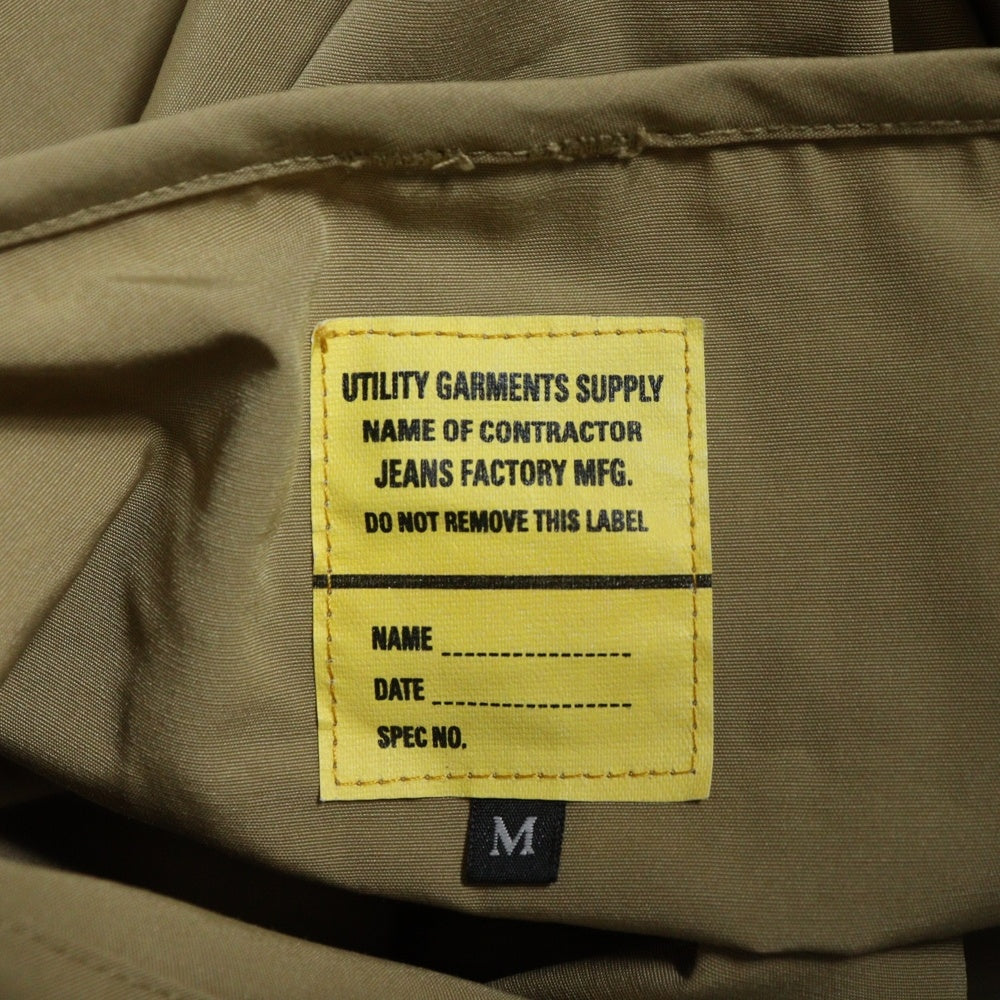 UTILITY GARMENTS SUPPLY
NAME OF CONTRACTOR
JEANS FACTORY MFG.
DO NOT REMOVE THIS LABEL
NAME
DATE
SPEC NO.
M